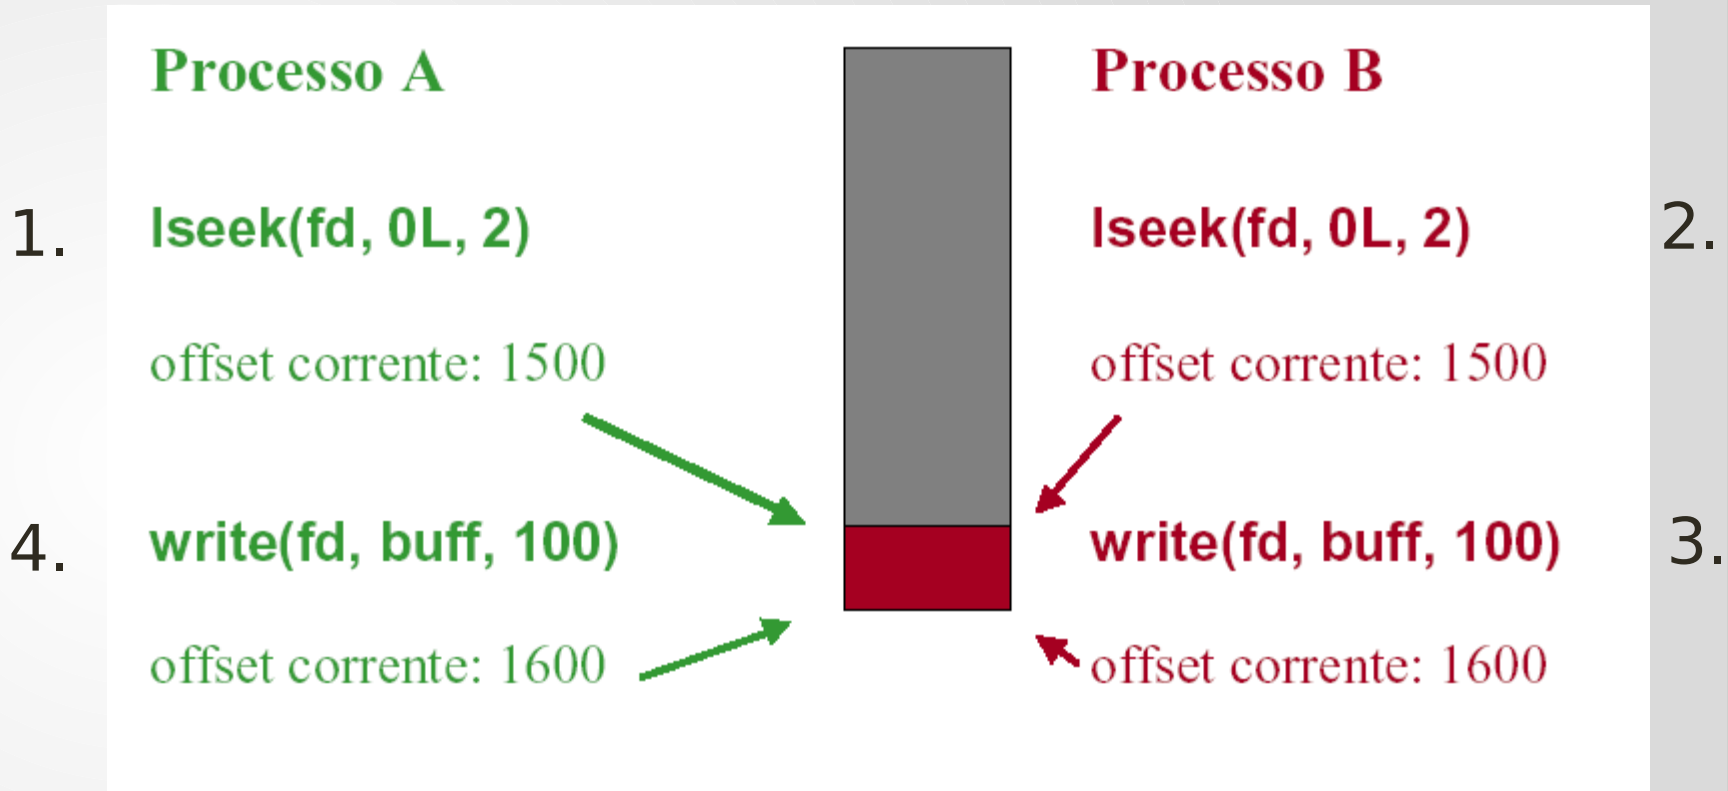 Processo A
Processo B
1.
lseek(fd, 0L, 2)
lseek(fd, 0L, 2)
2.
offset corrente: 1500
offset corrente: 1500
4.
write(fd, buff, 100)
write(fd, buff, 100)
3.
offset corrente: 1600
offset corrente: 1600